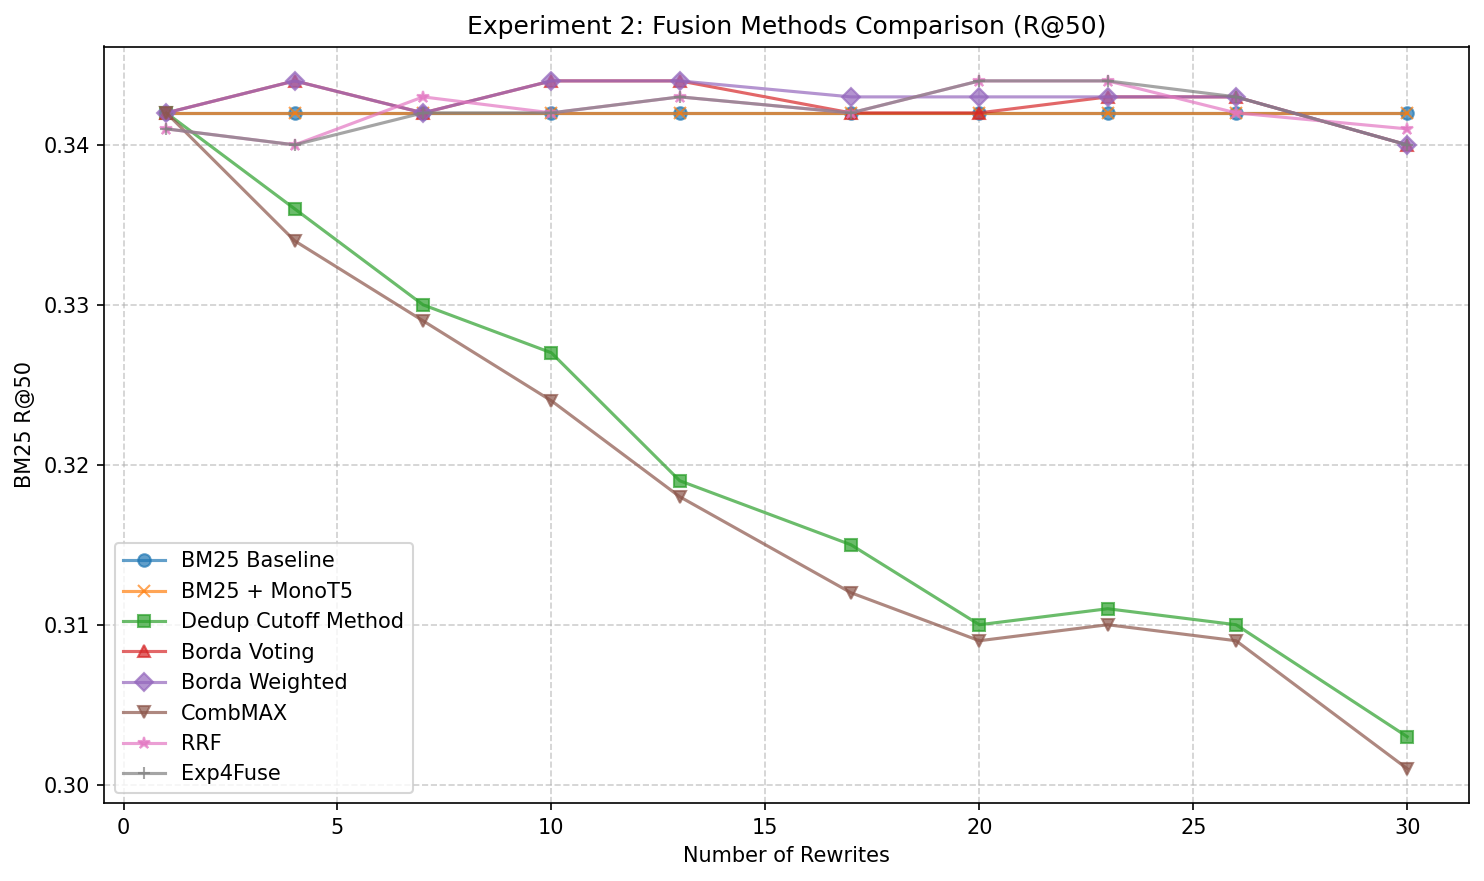 Experiment 2: Fusion Methods Comparison (R@50)
BM25 R@50
0.34
0.33
0.32
0.31
0.30
BM25 Baseline
BM25 + MonoT5
Dedup Cutoff Method
Borda Voting
Borda Weighted
CombMAX
RRF
Exp4Fuse
0 5 10 15 20 25 30
Number of Rewrites